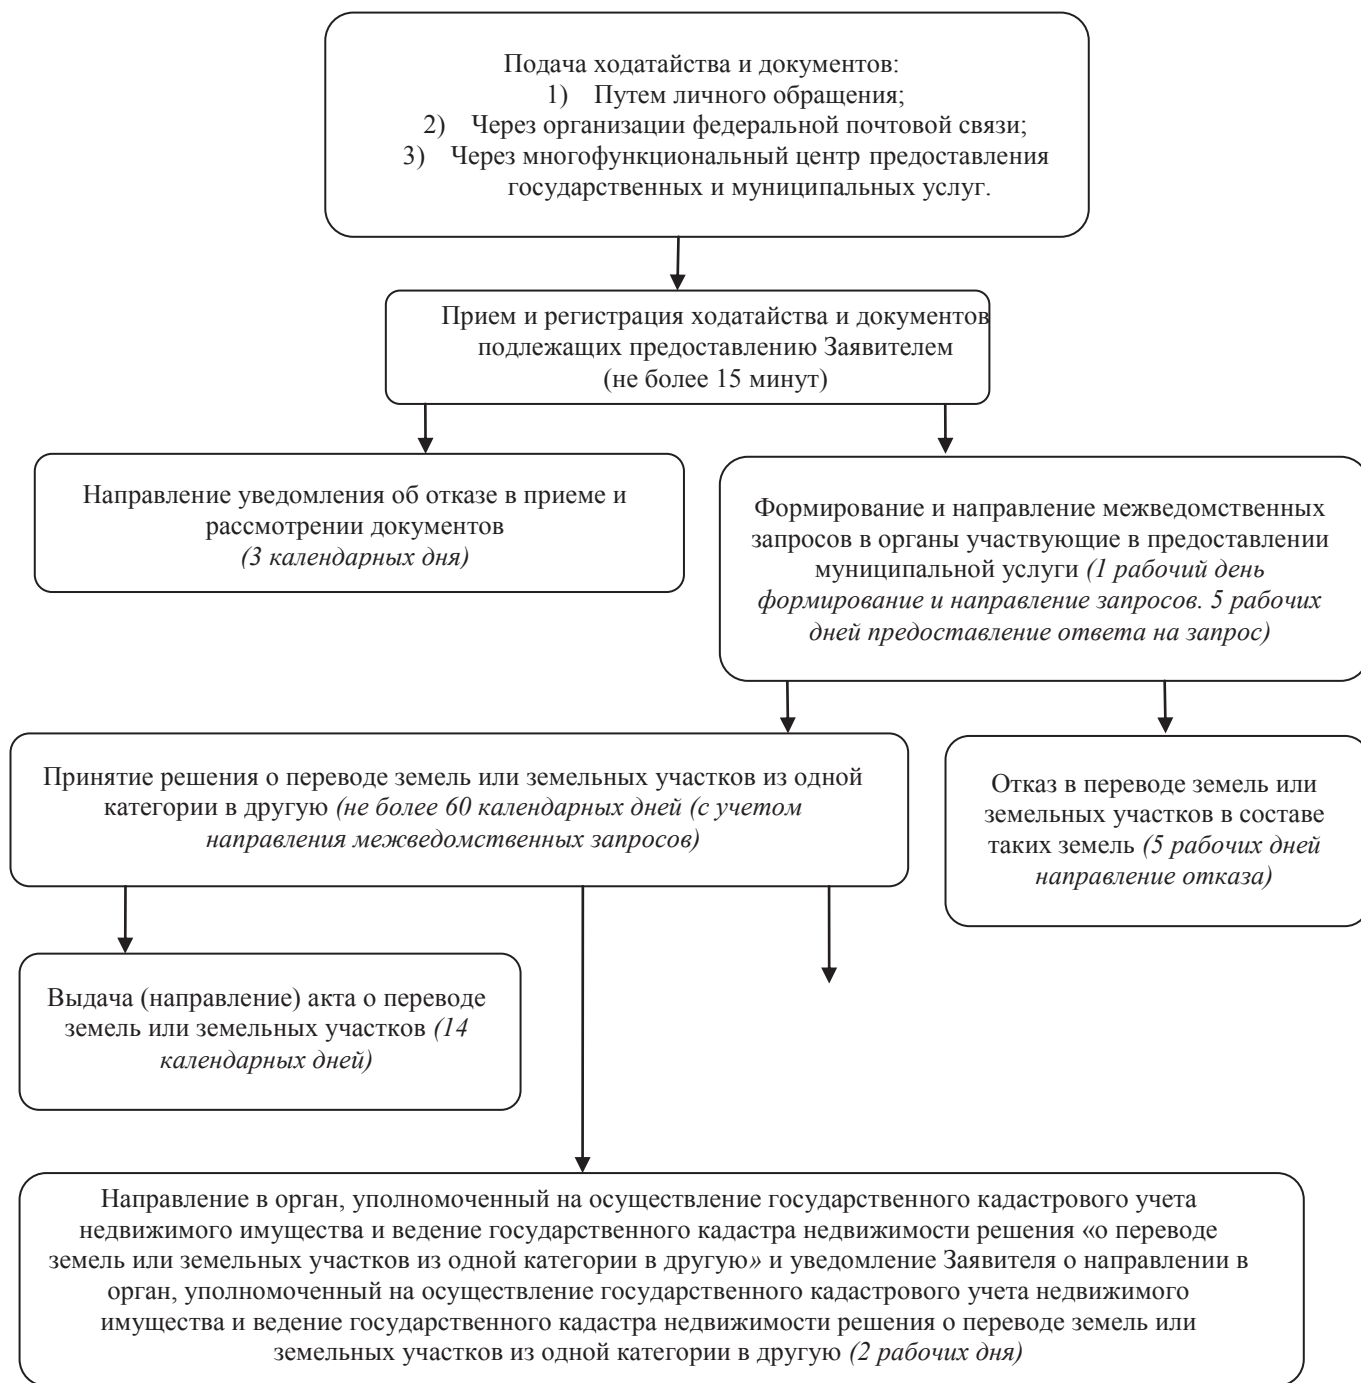 Подача ходатайства и документов:
1) Путем личного обращения;
2) Через организации федеральной почтовой связи;
3) Через многофункциональный центр предоставления
государственных и муниципальных услуг.
Прием и регистрация ходатайства и документов
подлежащих предоставлению Заявителем
(не более 15 минут)
Направление уведомления об отказе в приеме и
рассмотрении документов
(3 календарных дня)
Формирование и направление межведомственных
запросов в органы участвующие в предоставлении
муниципальной услуги (1 рабочий день
формирование и направление запросов. 5 рабочих
дней предоставление ответа на запрос)
Принятие решения о переводе земель или земельных участков из одной
категории в другую (не более 60 календарных дней (с учетом
направления межведомственных запросов)
Отказ в переводе земель или
земельных участков в составе
таких земель (5 рабочих дней
направление отказа)
Выдача (направление) акта о переводе
земель или земельных участков (14
календарных дней)
Направление в орган, уполномоченный на осуществление государственного кадастрового учета
недвижимого имущества и ведение государственного кадастра недвижимости решения «о переводе
земель или земельных участков из одной категории в другую» и уведомление Заявителя о направлении в
орган, уполномоченный на осуществление государственного кадастрового учета недвижимого
имущества и ведение государственного кадастра недвижимости решения о переводе земель или
земельных участков из одной категории в другую (2 рабочих дня)